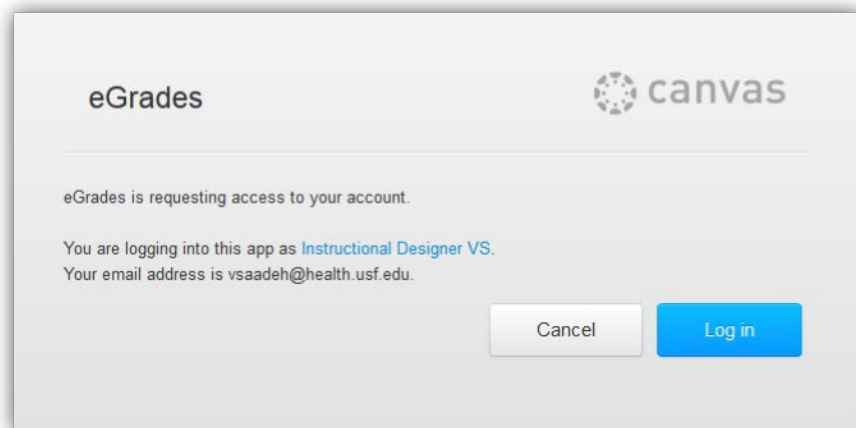 eGrades
canvas
eGrades is requesting access to your account.
You are logging into this app as Instructional Designer VS.
Your email address is vsaadeh@health.usf.edu.
Cancel
Log in